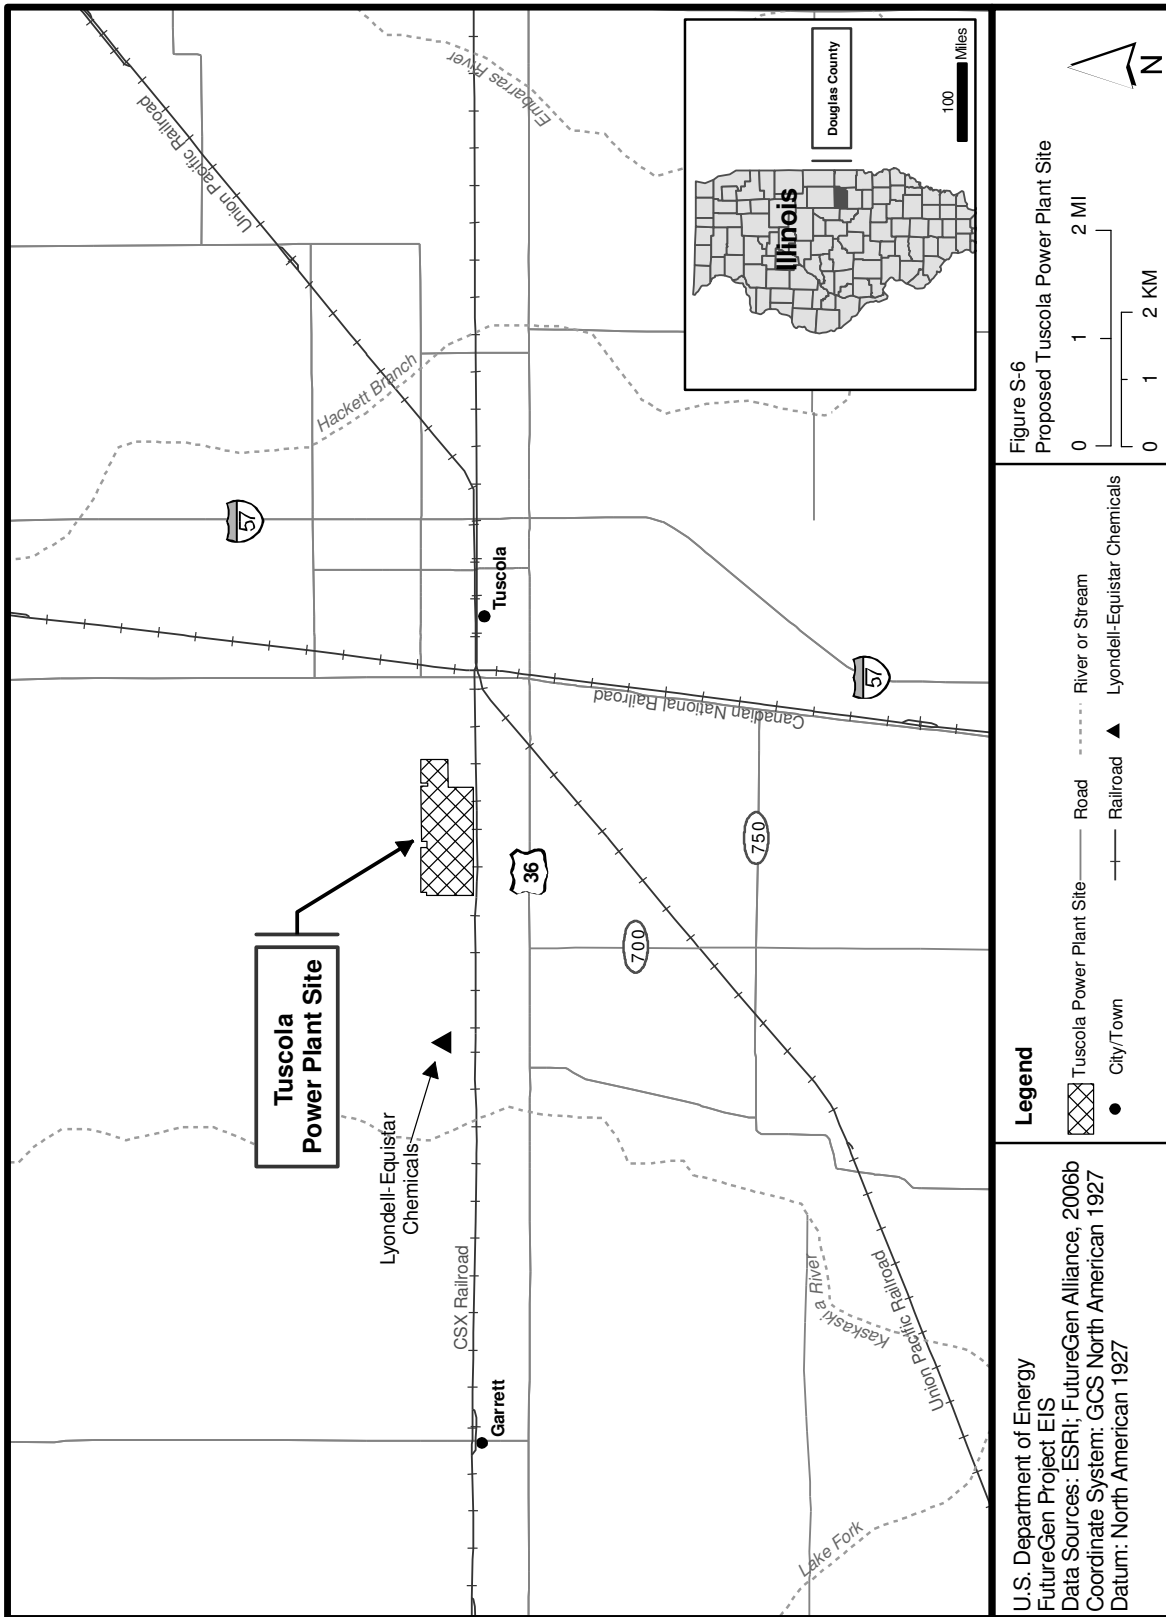 Union Pacific Railroad
Embarras River
Hackett Branch
57
Tuscola
Power Plant Site
Lyondell-Equistar
Chemicals
CSX Railroad
Garrett
Tuscola
36
Canadian National Railroad
57
700
750
Kaskaskia River
Union Pacific Railroad
Lake Fork
Illinois
Douglas County
100
Miles
U.S. Department of Energy
FutureGen Project EIS
Data Sources: ESRI; FutureGen Alliance, 2006b
Coordinate System: GCS North American 1927
Datum: North American 1927
Legend
Tuscola Power Plant Site
Road
River or Stream
City/Town
Railroad
Lyondell-Equistar Chemicals
Figure S-6
Proposed Tuscola Power Plant Site
0 1 2 MI
0 1 2 KM
N